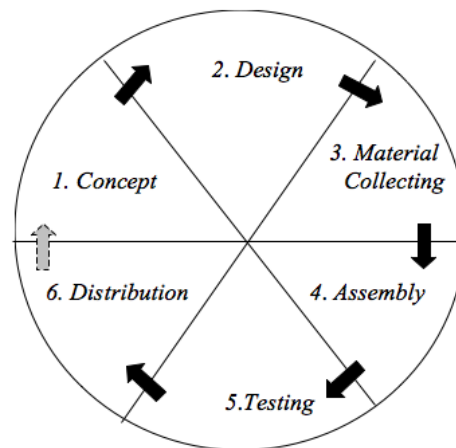 1. Concept
2. Design
3. Material
Collecting
4. Assembly
5.Testing
6. Distribution